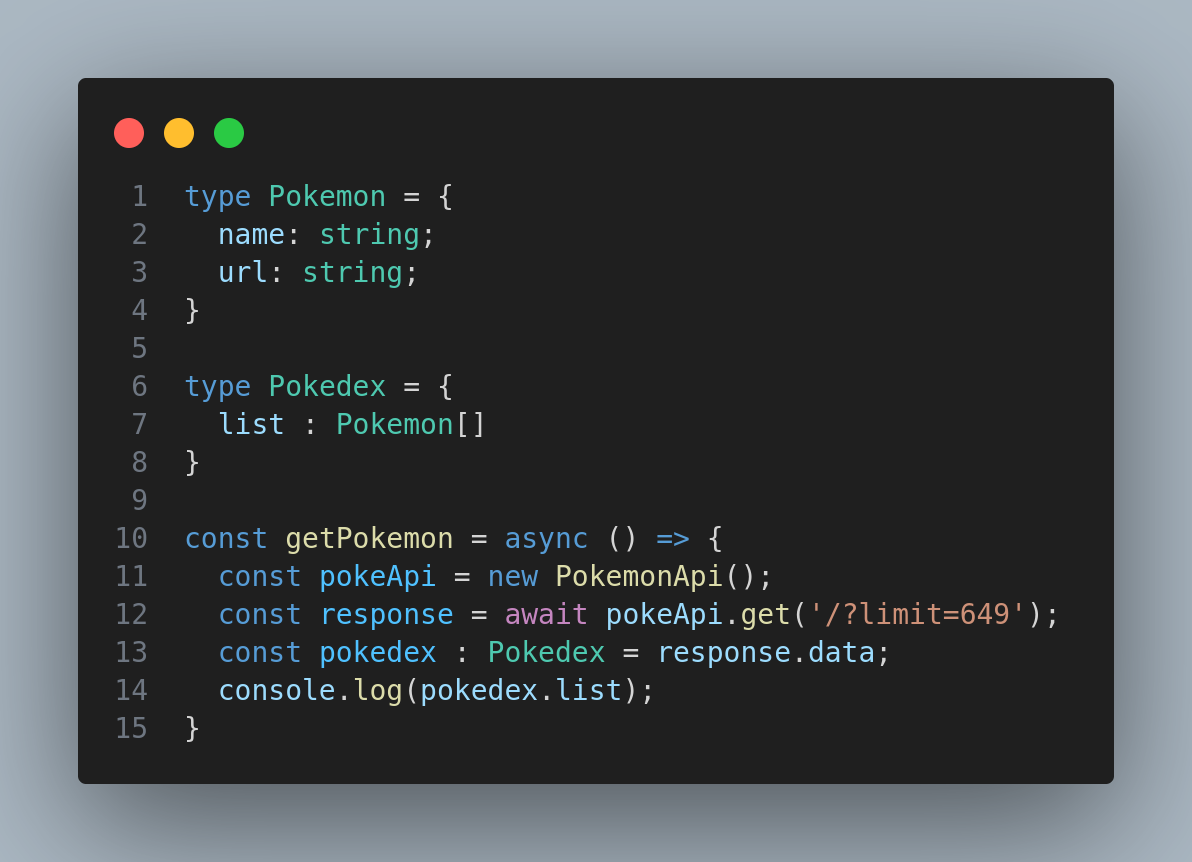 1 type Pokemon = {
2   name: string;
3   url: string;
4 }
5
6 type Pokedex = {
7   list : Pokemon[]
8 }
9
10 const getPokemon = async () => {
11   const pokeApi = new PokemonApi();
12   const response = await pokeApi.get('/?limit=649');
13   const pokedex : Pokedex = response.data;
14   console.log(pokedex.list);
15 }